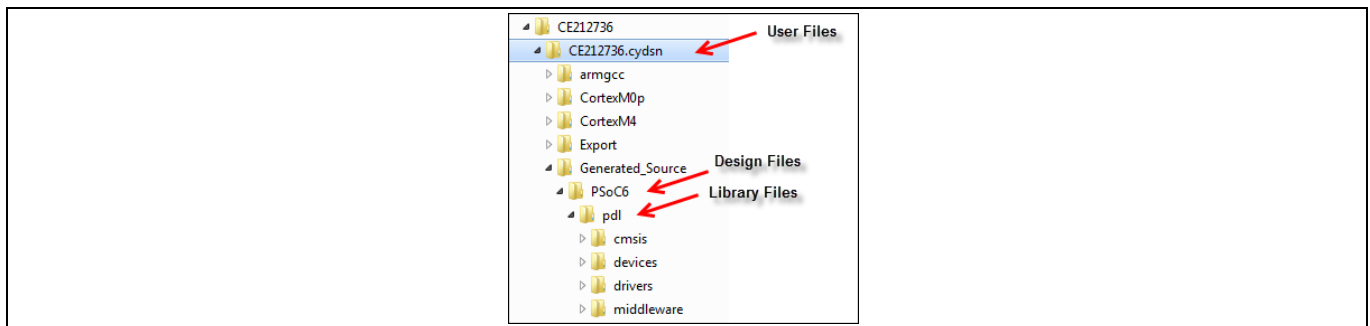 CE212736
User Files
CE212736.cydsn
armgcc
CortexM0p
CortexM4
Export
Generated_Source
Design Files
PSoC6
Library Files
pdl
cmsis
devices
drivers
middleware